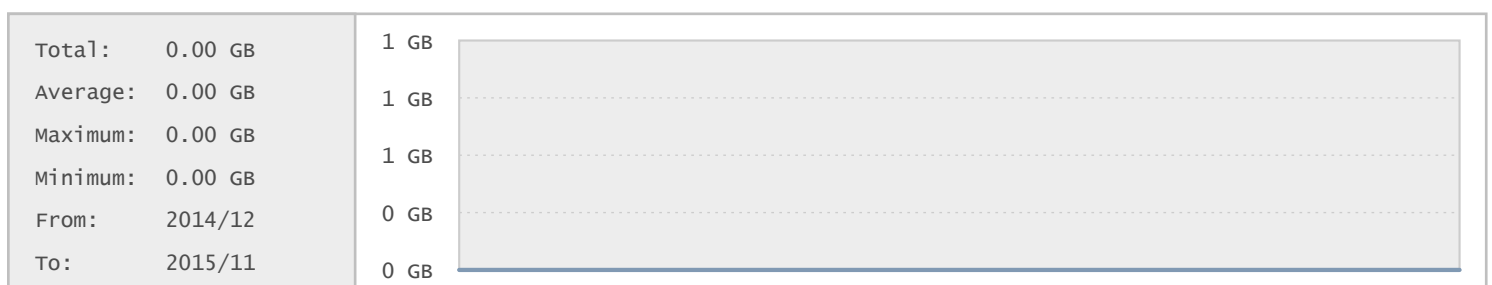 Total: 0.00 GB
Average: 0.00 GB
Maximum: 0.00 GB
Minimum: 0.00 GB
From: 2014/12
To: 2015/11
1 GB
1 GB
1 GB
0 GB
0 GB